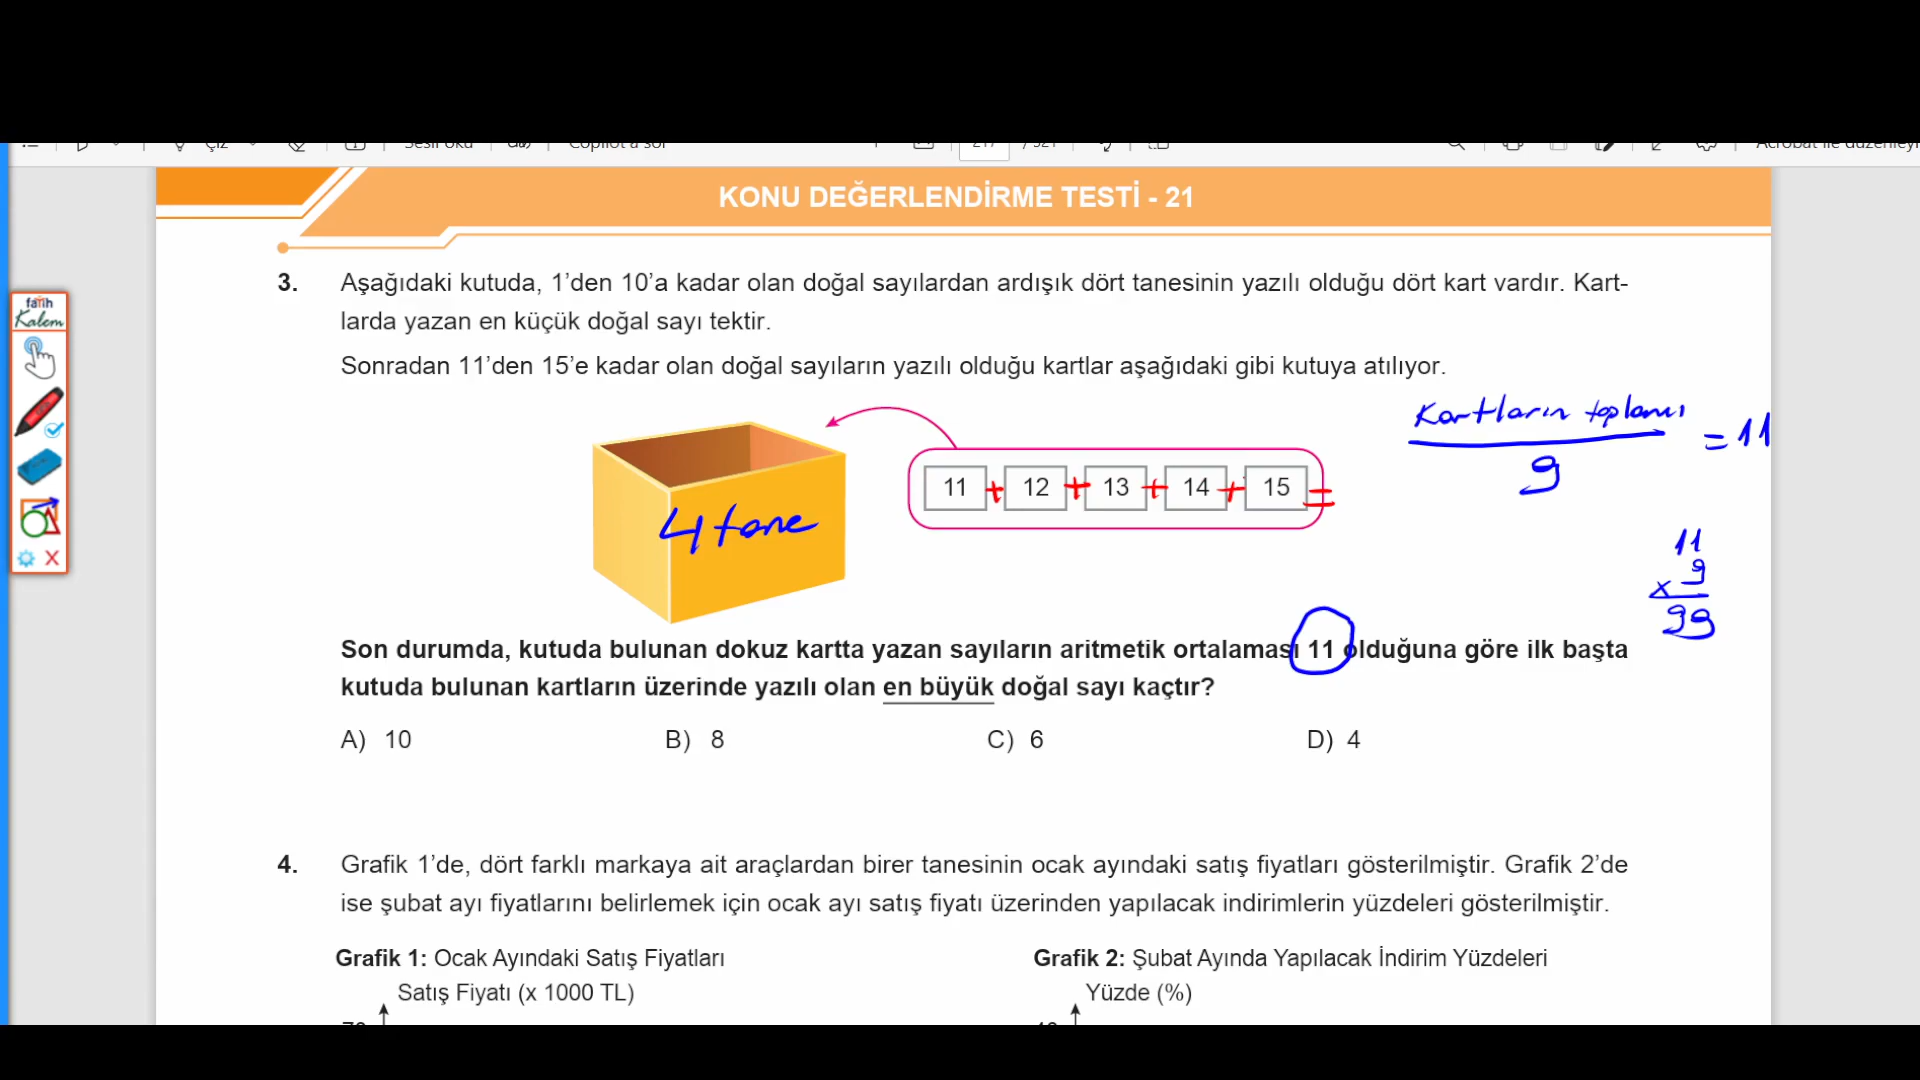 KONU DEĞERLENDİRME TESTİ - 21
3. Aşağıdaki kutuda, 1’den 10’a kadar olan doğal sayılardan ardışık dört tanesinin yazılı olduğu dört kart vardır. Kart-
larda yazan en küçük doğal sayı tektir.
Sonradan 11’den 15’e kadar olan doğal sayıların yazılı olduğu kartlar aşağıdaki gibi kutuya atılıyor.
fatih
Kalem
Kartların toplamı
9
= 11
11 + 12 + 13 + 14 + 15 =
4 tane
11
x 9
99
Son durumda, kutuda bulunan dokuz kartta yazan sayıların aritmetik ortalaması 11 olduğuna göre ilk başta
kutuda bulunan kartların üzerinde yazılı olan en büyük doğal sayı kaçtır?
A) 10 B) 8 C) 6 D) 4
4. Grafik 1’de, dört farklı markaya ait araçlardan birer tanesinin ocak ayındaki satış fiyatları gösterilmiştir. Grafik 2’de
ise şubat ayı fiyatlarını belirlemek için ocak ayı satış fiyatı üzerinden yapılacak indirimlerin yüzdeleri gösterilmiştir.
Grafik 1: Ocak Ayındaki Satış Fiyatları
Satış Fiyatı (x 1000 TL)
Grafik 2: Şubat Ayında Yapılacak İndirim Yüzdeleri
Yüzde (%)